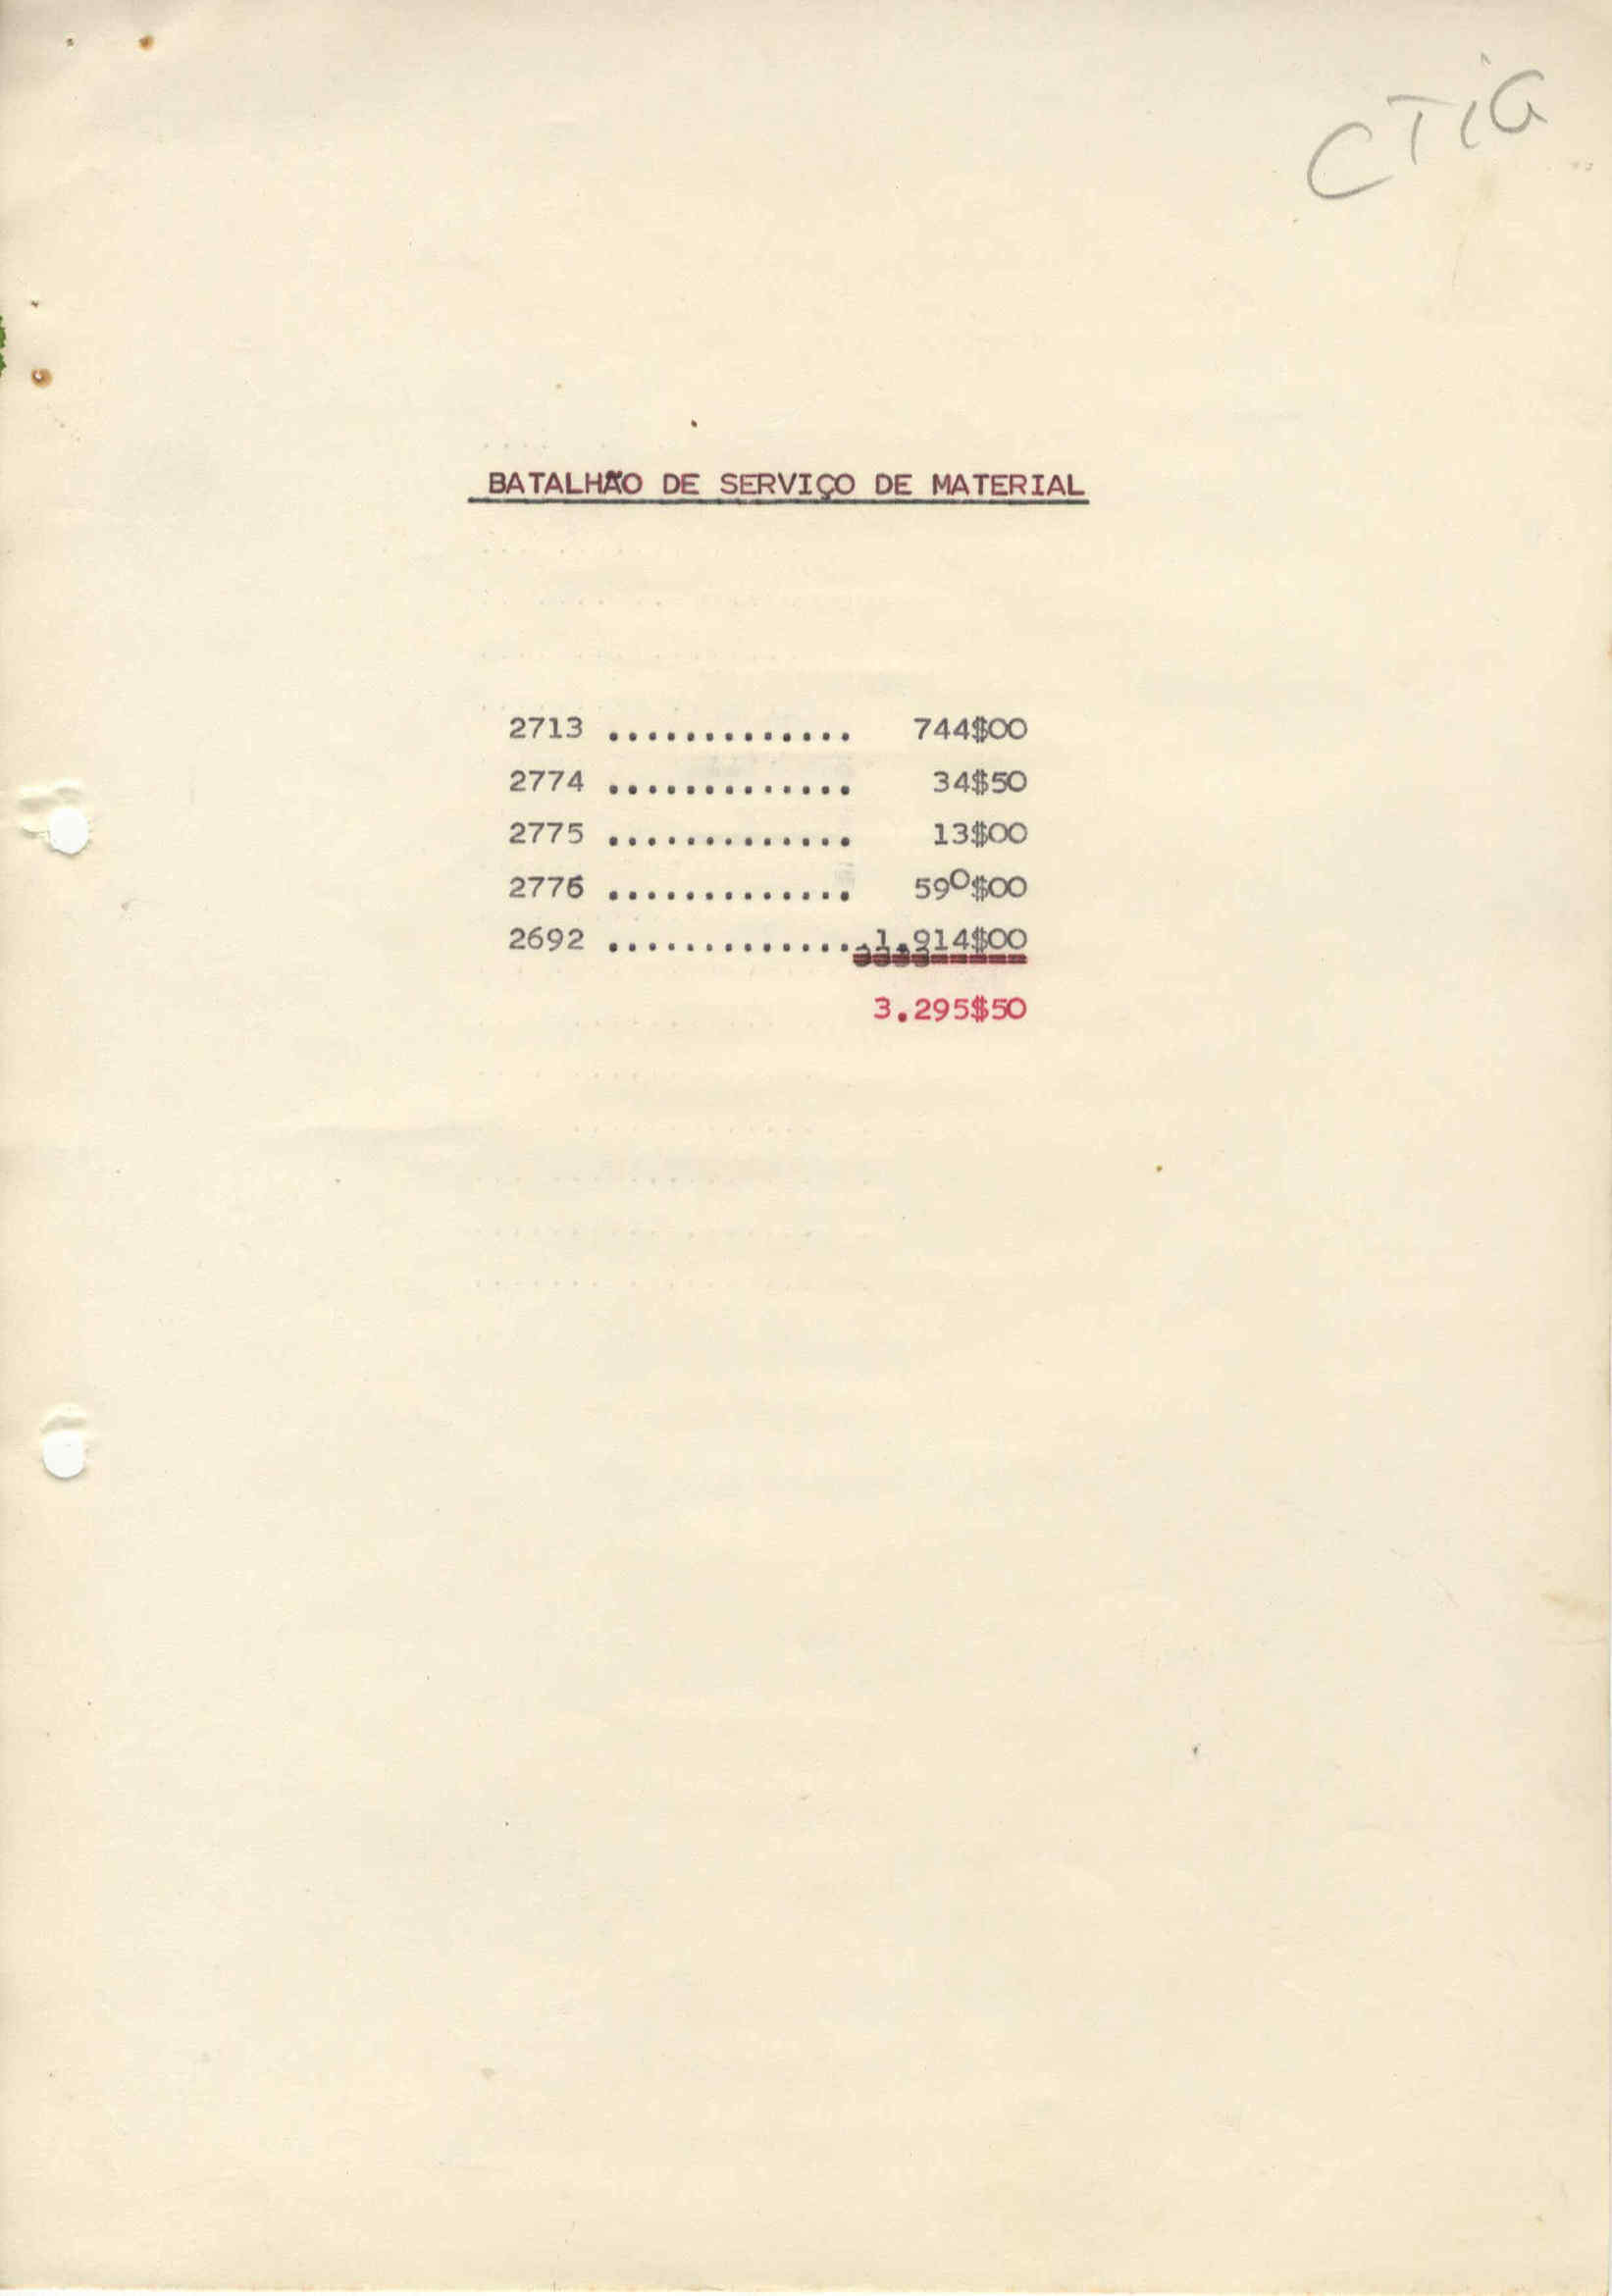 CTiG
BATALHÃO DE SERVIÇO DE MATERIAL
2713 ............. 744$00
2774 ............. 34$50
2775 ............. 13$00
2776 ............. 590$00
2692 ..............1.914$00
3.295$50